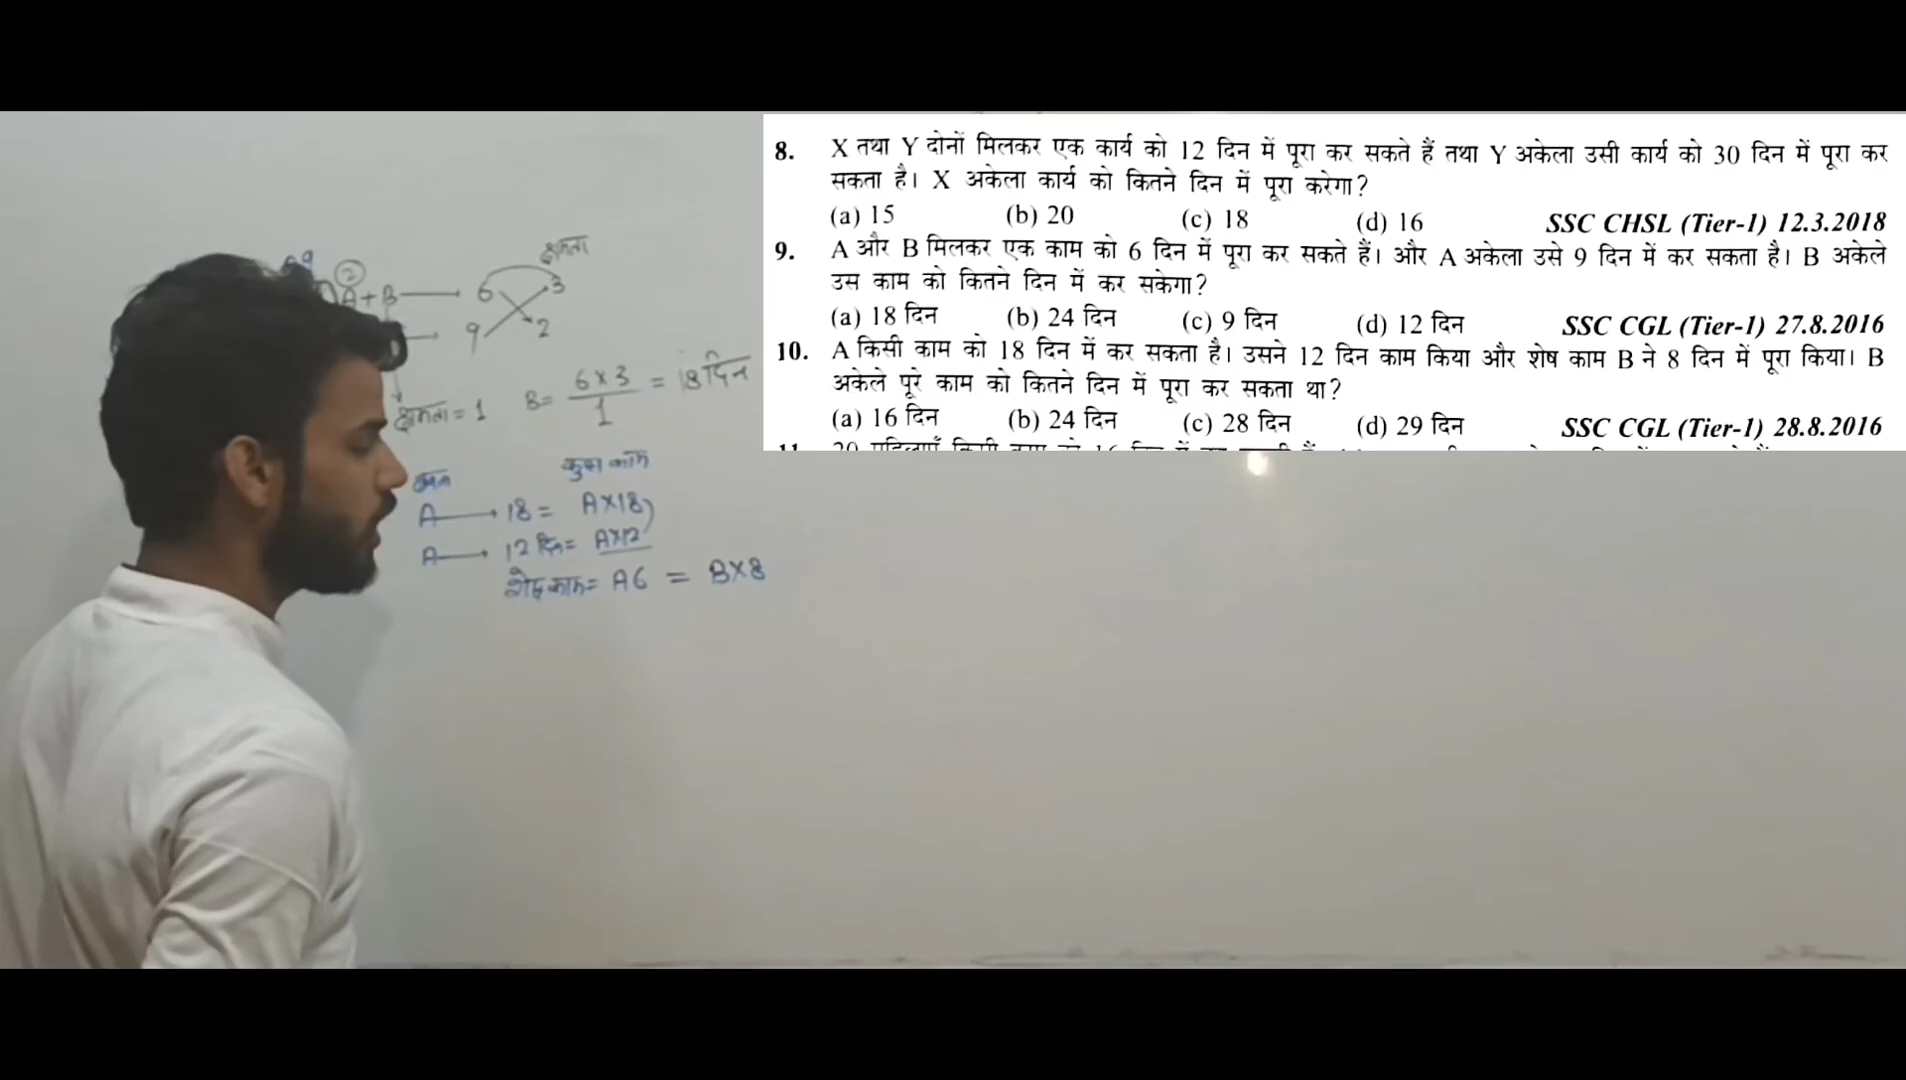 8. X तथा Y दोनों मिलकर एक कार्य को 12 दिन में पूरा कर सकते हैं तथा Y अकेला उसी कार्य को 30 दिन में पूरा कर
सकता है। X अकेला कार्य को कितने दिन में पूरा करेगा?
(a) 15 (b) 20 (c) 18 (d) 16 SSC CHSL (Tier-1) 12.3.2018
9. A और B मिलकर एक काम को 6 दिन में पूरा कर सकते हैं। और A अकेला उसे 9 दिन में कर सकता है। B अकेले
उस काम को कितने दिन में कर सकेगा?
(a) 18 दिन (b) 24 दिन (c) 9 दिन (d) 12 दिन SSC CGL (Tier-1) 27.8.2016
10. A किसी काम को 18 दिन में कर सकता है। उसने 12 दिन काम किया और शेष काम B ने 8 दिन में पूरा किया। B
अकेले पूरे काम को कितने दिन में पूरा कर सकता था?
(a) 16 दिन (b) 24 दिन (c) 28 दिन (d) 29 दिन SSC CGL (Tier-1) 28.8.2016
क्षमता
2
A+B 6 3
9 2
क्षमता = 1 B= 6×3/1 = 18 दिन
कुल काम
A 18 = A×18
A 12 दिन= A×12
शेष काम= A6 = B×8